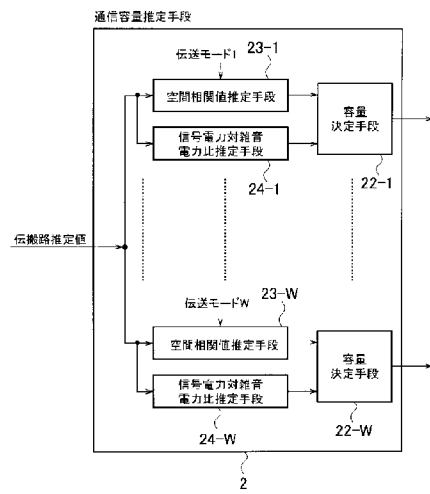 通信容量推定手段
23-1
伝送モード1
空間相関値推定手段
容量
決定手段
信号電力対雑音
電力比推定手段
24-1
22-1
伝搬路推定値
23-W
伝送モードW
空間相関値推定手段
容量
決定手段
信号電力対雑音
電力比推定手段
24-W
22-W
2